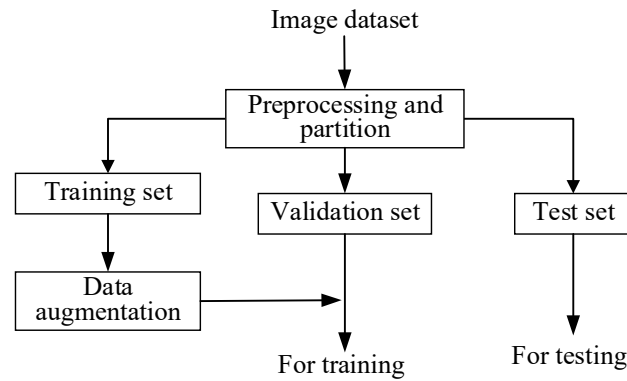 Image dataset
Preprocessing and
partition
Training set
Validation set
Test set
Data
augmentation
For training
For testing